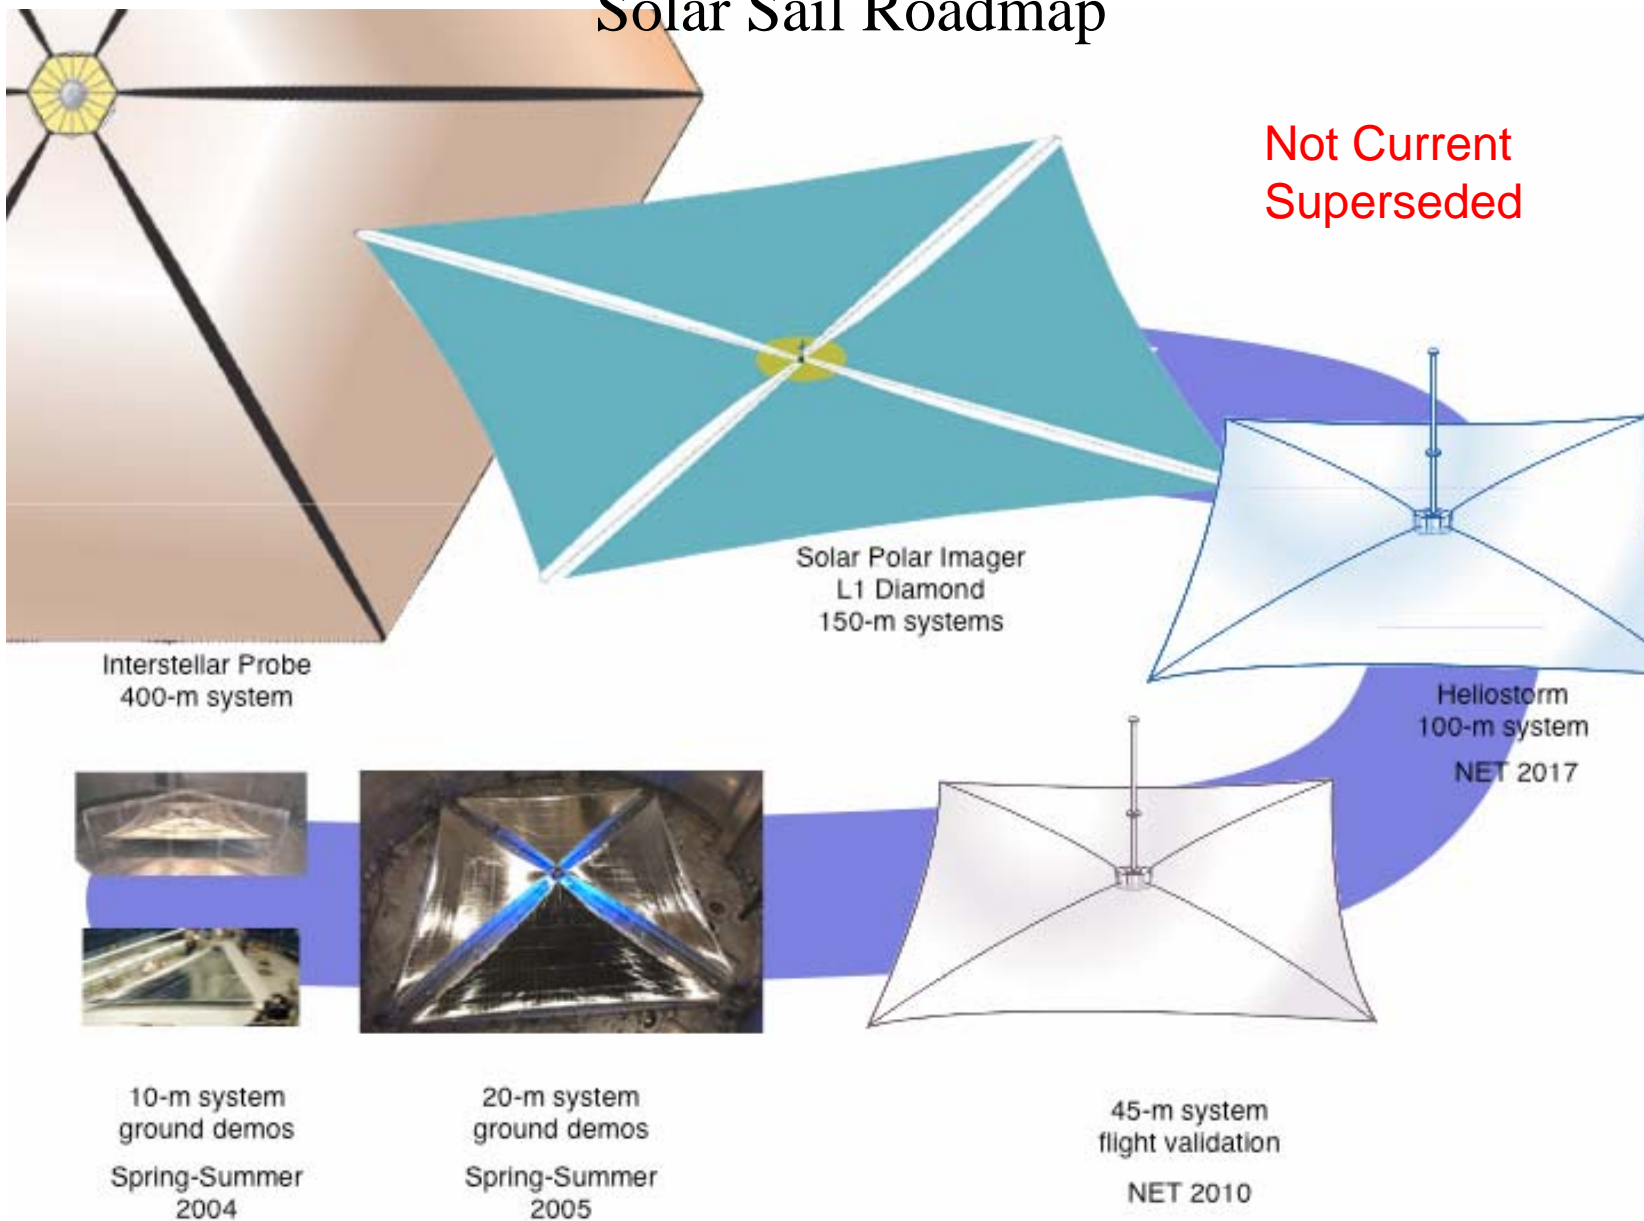 Solar Sail Roadmap
Not Current
Superseded
Solar Polar Imager
L1 Diamond
150-m systems
Interstellar Probe
400-m system
Heliostorm
100-m system
NET 2017
10-m system
ground demos
Spring-Summer
2004
20-m system
ground demos
Spring-Summer
2005
45-m system
flight validation
NET 2010